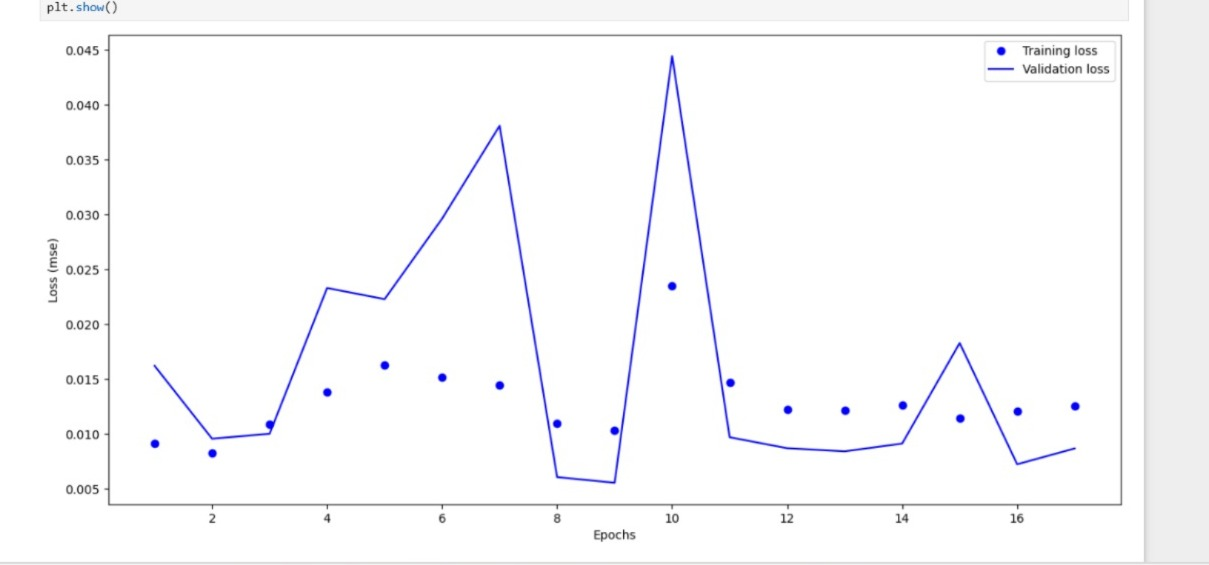 plt.show()
0.045
Training loss
Validation loss
0.040
0.035
0.030
0.025
Loss (mse)
0.020
0.015
0.010
0.005
2 4 6 8 10 12 14 16
Epochs